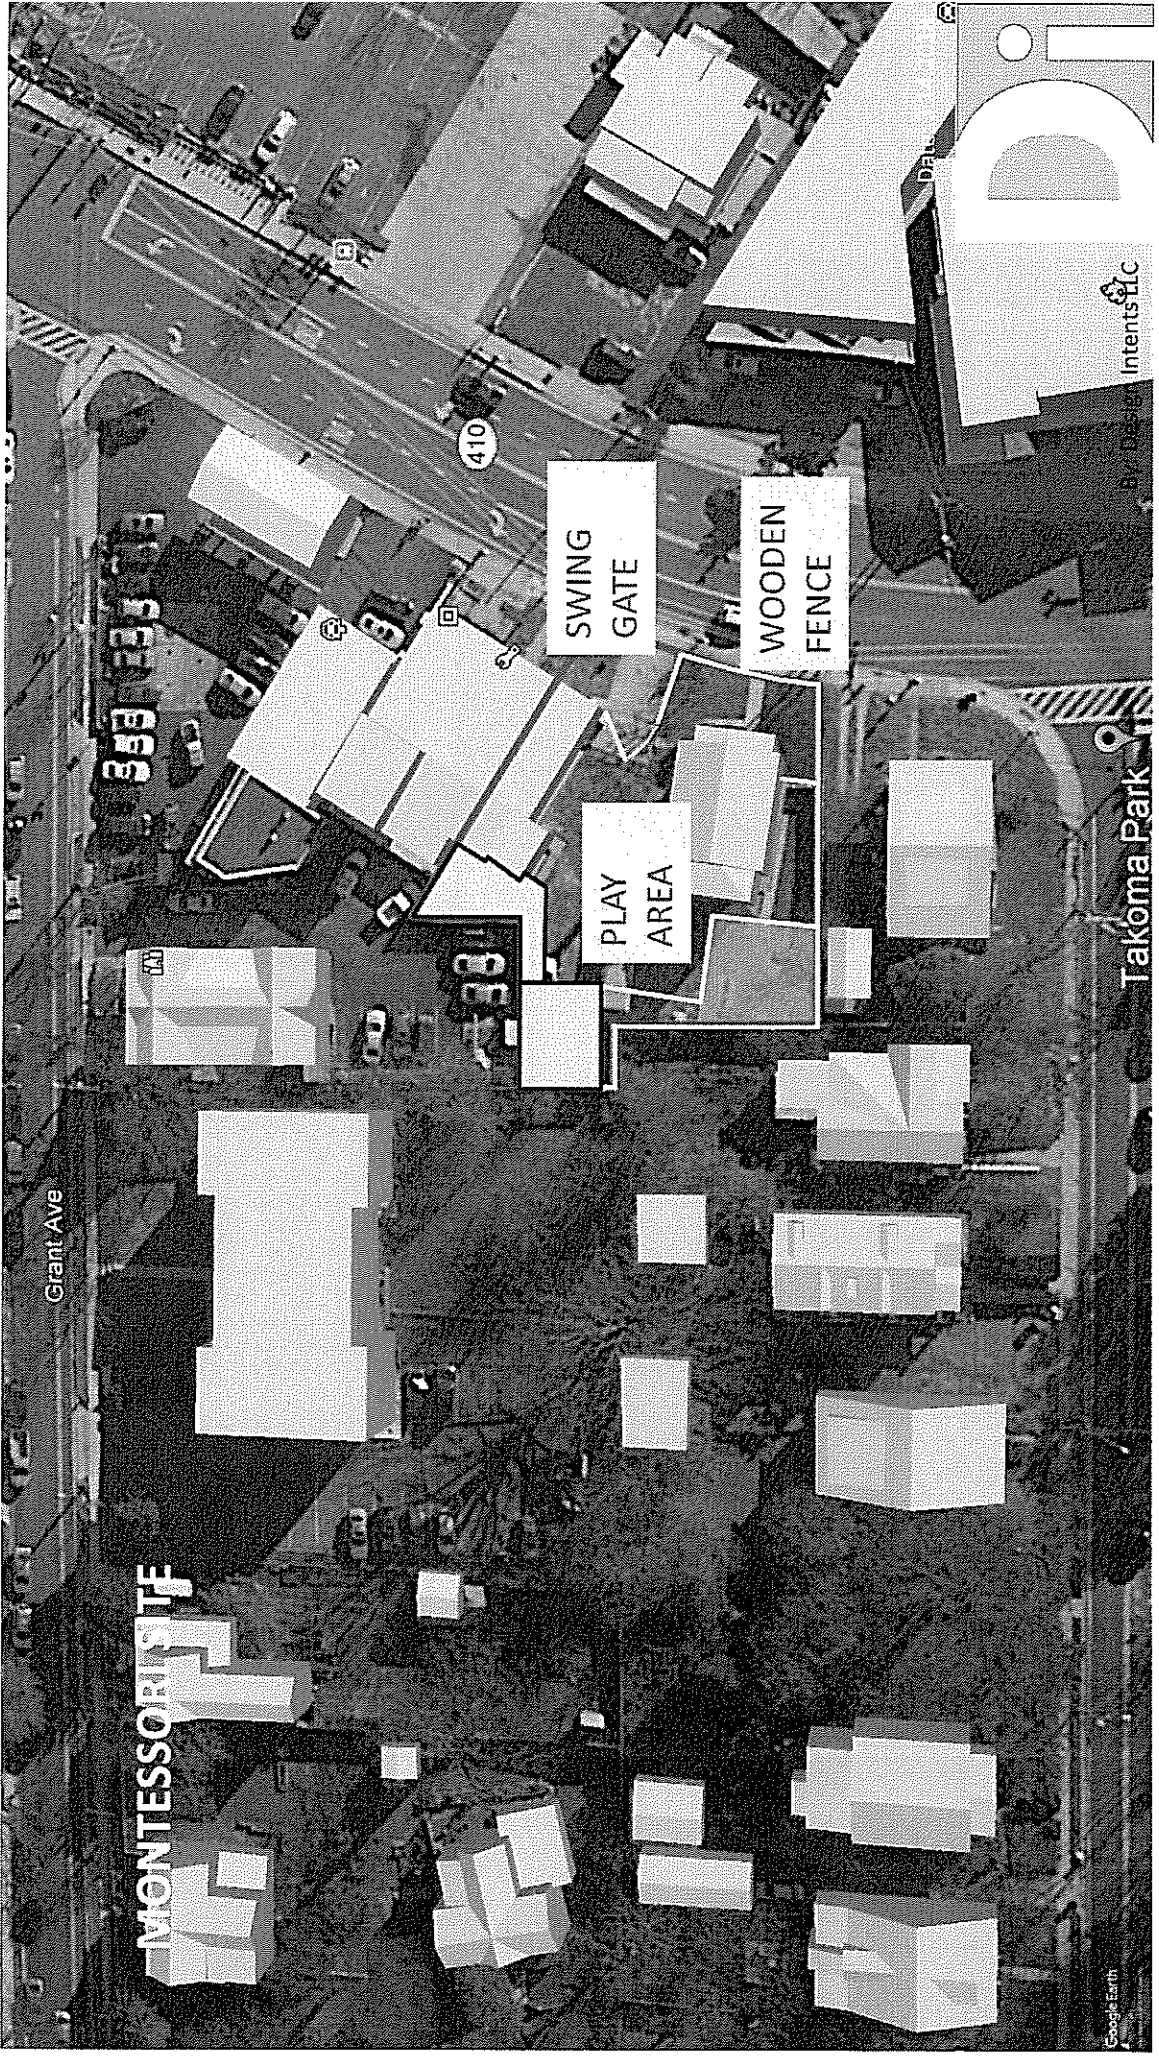 MONTESSORI SITE
Grant Ave
410
SWING
GATE
WOODEN
FENCE
PLAY
AREA
Takoma Park
By Design Intents LLC
Di
Google Earth